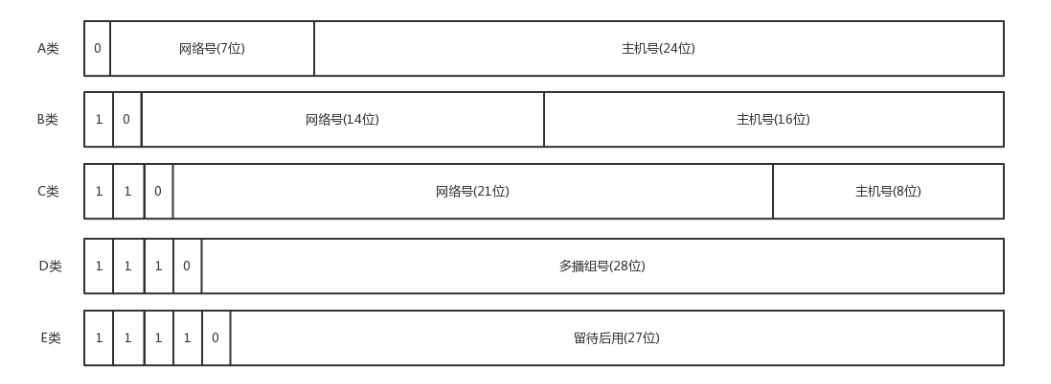 A类 0 网络号(7位) 主机号(24位)
B类 1 0 网络号(14位) 主机号(16位)
C类 1 1 0 网络号(21位) 主机号(8位)
D类 1 1 1 0 多播组号(28位)
E类 1 1 1 1 0 留待后用(27位)